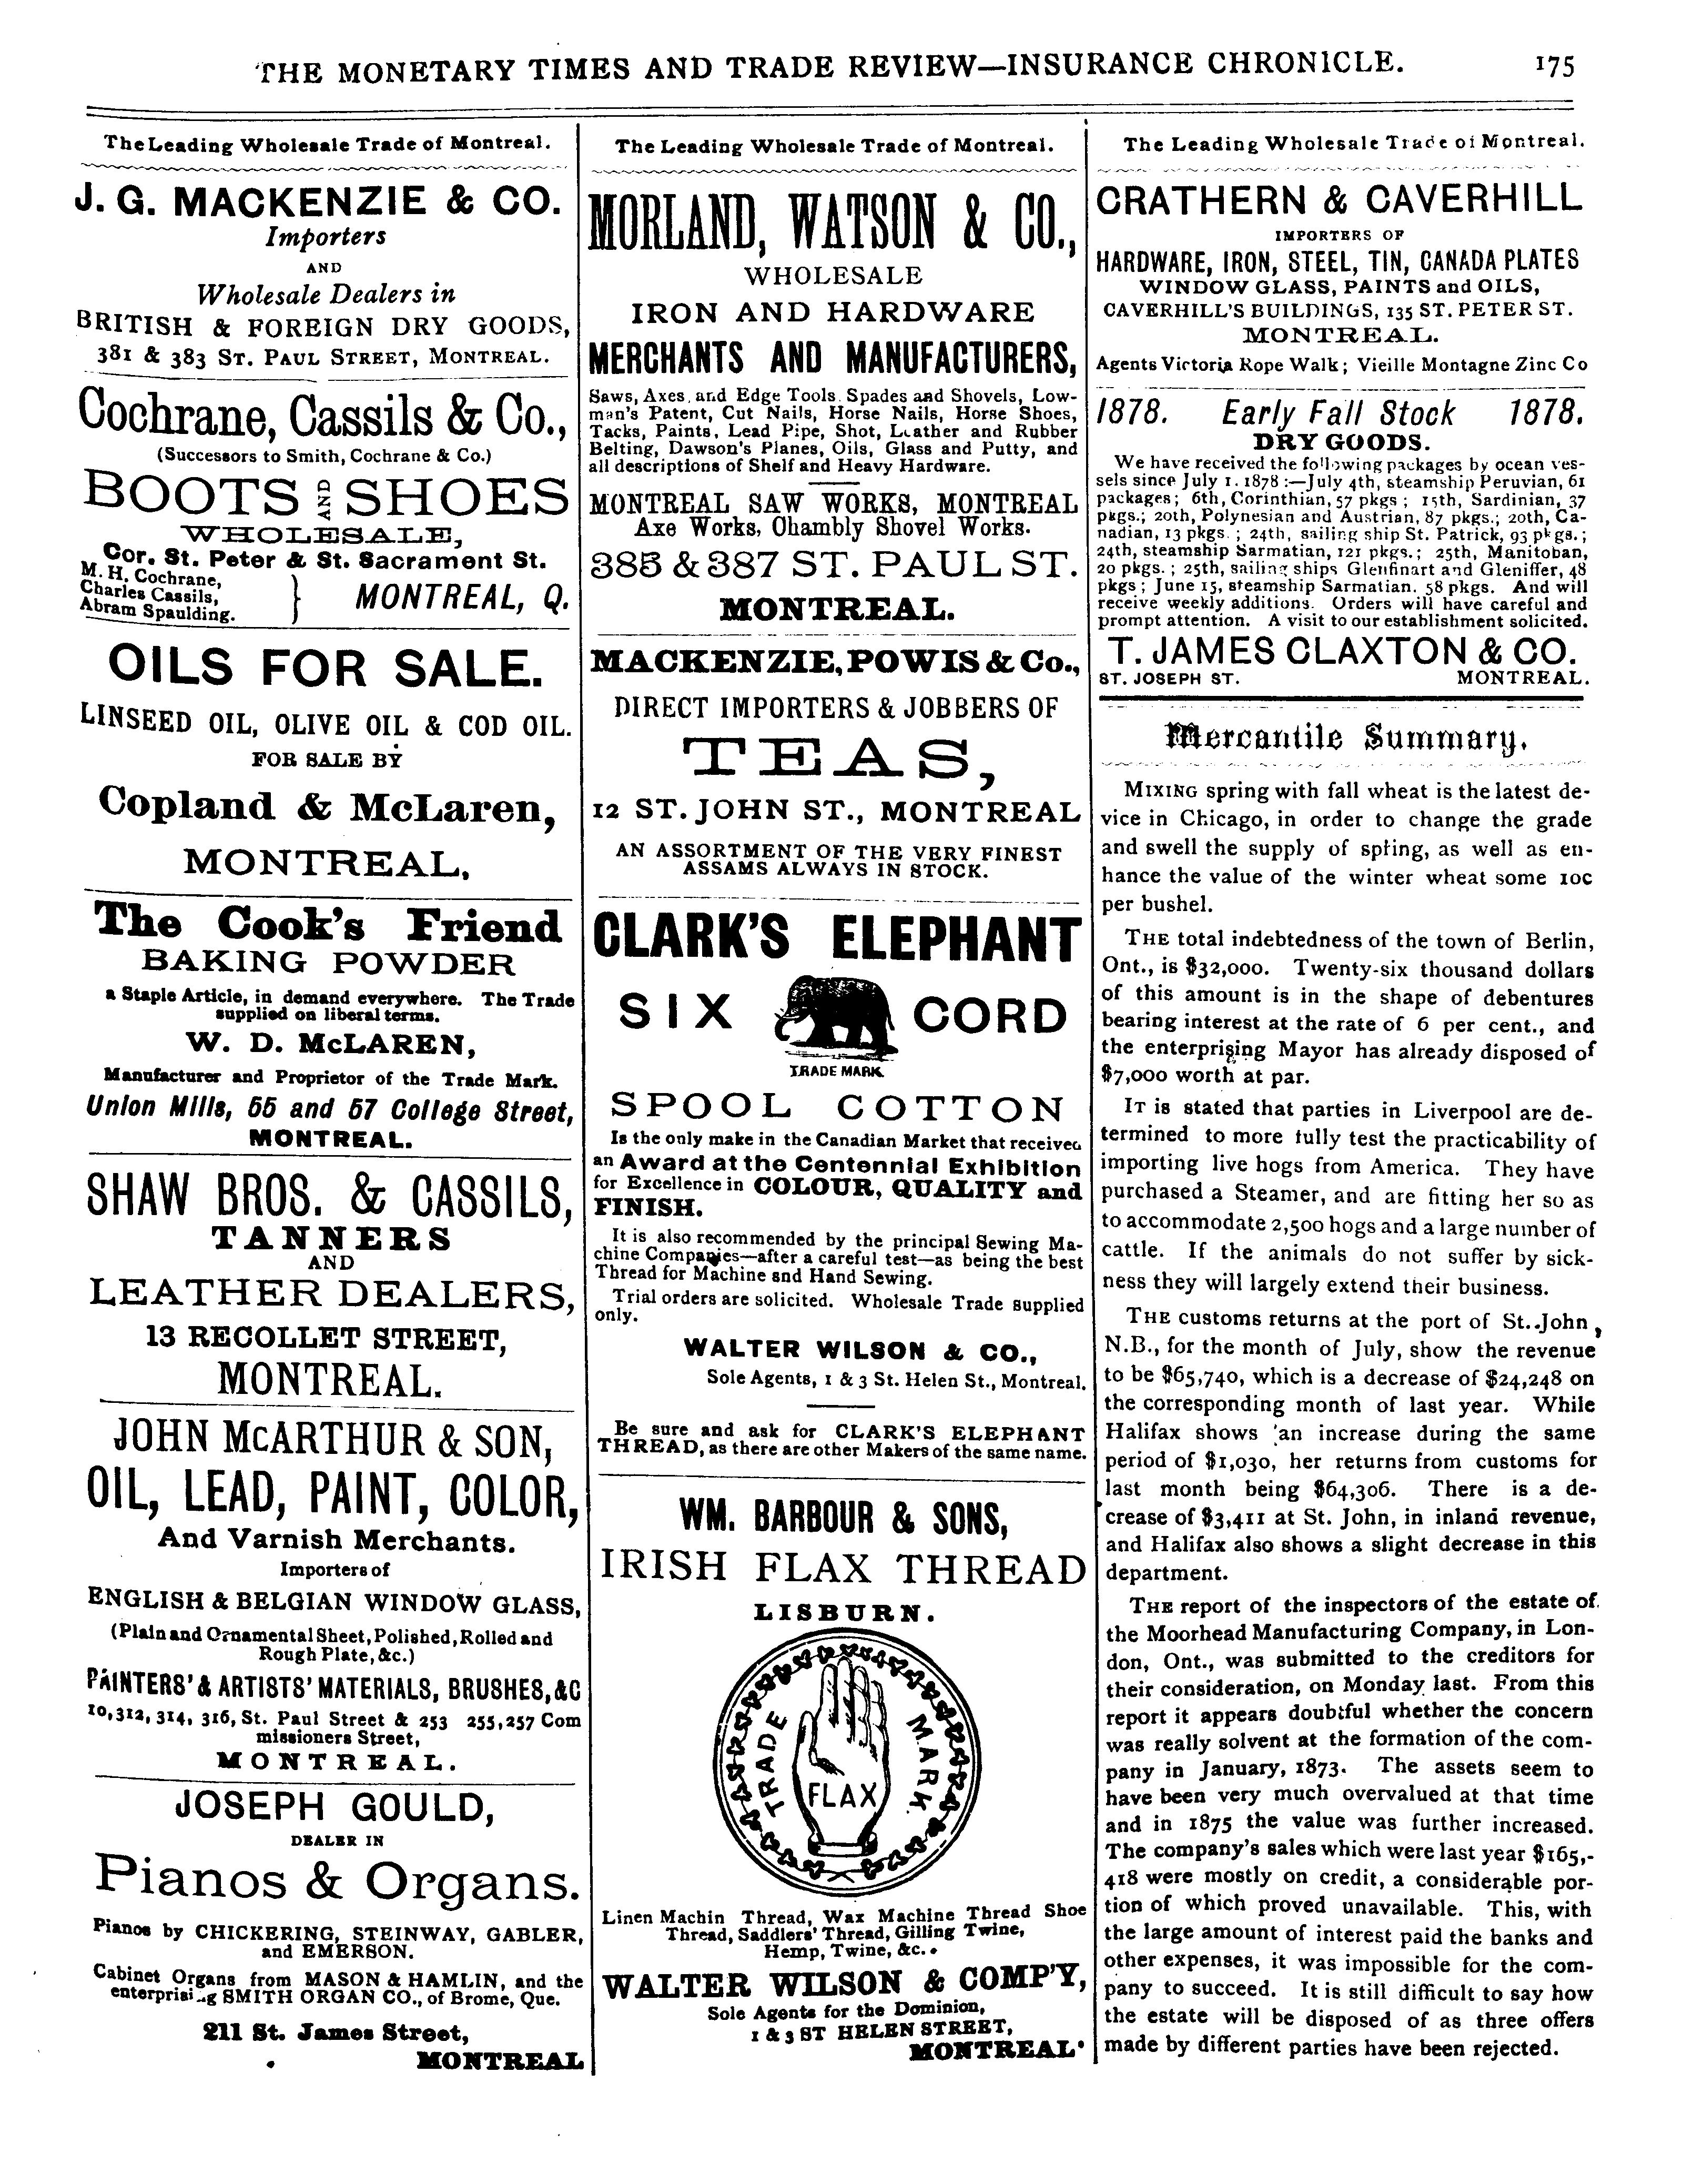 THE MONETARY TIMES AND TRADE REVIEW—INSURANCE CHRONICLE. 175
The Leading Wholesale Trade of Montreal.
J. G. MACKENZIE & CO.
Importers
AND
Wholesale Dealers in
BRITISH & FOREIGN DRY GOODS,
381 & 383 ST. PAUL STREET, MONTREAL.
Cochrane, Cassils & Co.,
(Successors to Smith, Cochrane & Co.)
BOOTS AND SHOES
WHOLESALE,
Cor. St. Peter & St. Sacrament St.
M. H. Cochrane,
Charles Cassils,
Abram Spaulding.
MONTREAL, Q.
OILS FOR SALE.
LINSEED OIL, OLIVE OIL & COD OIL.
FOR SALE BY
Copland & McLaren,
MONTREAL,
The Cook's Friend
BAKING POWDER
a Staple Article, in demand everywhere. The Trade
supplied on liberal terms.
W. D. McLAREN,
Manufacturer and Proprietor of the Trade Mark.
Union Mills, 55 and 57 College Street,
MONTREAL.
SHAW BROS. & CASSILS,
TANNERS
AND
LEATHER DEALERS,
13 RECOLLET STREET,
MONTREAL.
JOHN McARTHUR & SON,
OIL, LEAD, PAINT, COLOR,
And Varnish Merchants.
Importers of
ENGLISH & BELGIAN WINDOW GLASS,
(Plain and Ornamental Sheet, Polished, Rolled and
Rough Plate, &c.)
PAINTERS' & ARTISTS' MATERIALS, BRUSHES, &C
10, 312, 314, 316, St. Paul Street & 253 255, 257 Com
missioners Street,
MONTREAL.
JOSEPH GOULD,
DEALER IN
Pianos & Organs.
Pianos by CHICKERING, STEINWAY, GABLER,
and EMERSON.
Cabinet Organs from MASON & HAMLIN, and the
enterprising SMITH ORGAN CO., of Brome, Que.
211 St. James Street,
MONTREAL
The Leading Wholesale Trade of Montreal.
MORLAND, WATSON & CO.,
WHOLESALE
IRON AND HARDWARE
MERCHANTS AND MANUFACTURERS,
Saws, Axes, and Edge Tools, Spades and Shovels, Low-
man's Patent, Cut Nails, Horse Nails, Horse Shoes,
Tacks, Paints, Lead Pipe, Shot, Leather and Rubber
Belting, Dawson's Planes, Oils, Glass and Putty, and
all descriptions of Shelf and Heavy Hardware.
MONTREAL SAW WORKS, MONTREAL
Axe Works, Chambly Shovel Works.
385 & 387 ST. PAUL ST.
MONTREAL.
MACKENZIE, POWIS & Co.,
DIRECT IMPORTERS & JOBBERS OF
TEAS,
12 ST. JOHN ST., MONTREAL
AN ASSORTMENT OF THE VERY FINEST
ASSAMS ALWAYS IN STOCK.
CLARK'S ELEPHANT
SIX CORD
TRADE MARK
SPOOL COTTON
Is the only make in the Canadian Market that received
an Award at the Centennial Exhibition
for Excellence in COLOUR, QUALITY and
FINISH.
It is also recommended by the principal Sewing Ma-
chine Companies—after a careful test—as being the best
Thread for Machine and Hand Sewing.
Trial orders are solicited. Wholesale Trade supplied
only.
WALTER WILSON & CO.,
Sole Agents, 1 & 3 St. Helen St., Montreal.
Be sure and ask for CLARK'S ELEPHANT
THREAD, as there are other Makers of the same name.
WM. BARBOUR & SONS,
IRISH FLAX THREAD
LISBURN.
TRADE MARK
FLAX
Linen Machin Thread, Wax Machine Thread Shoe
Thread, Saddlers' Thread, Gilling Twine,
Hemp, Twine, &c.
WALTER WILSON & COMP'Y,
Sole Agents for the Dominion,
1 & 3 ST HELEN STREET,
MONTREAL'
The Leading Wholesale Trade of Montreal.
CRATHERN & CAVERHILL
IMPORTERS OF
HARDWARE, IRON, STEEL, TIN, CANADA PLATES
WINDOW GLASS, PAINTS and OILS,
CAVERHILL'S BUILDINGS, 135 ST. PETER ST.
MONTREAL.
Agents Victoria Rope Walk; Vieille Montagne Zinc Co
1878. Early Fall Stock 1878.
DRY GOODS.
We have received the following packages by ocean ves-
sels since July 1. 1878:—July 4th, steamship Peruvian, 61
packages; 6th, Corinthian, 57 pkgs; 15th, Sardinian, 37
pkgs.; 20th, Polynesian and Austrian, 87 pkgs.; 20th, Ca-
nadian, 13 pkgs.; 24th, sailing ship St. Patrick, 93 pkgs.;
24th, steamship Sarmatian, 121 pkgs.; 25th, Manitoban,
20 pkgs.; 25th, sailing ships Glenfinart and Gleniffer, 48
pkgs; June 15, steamship Sarmatian. 58 pkgs. And will
receive weekly additions. Orders will have careful and
prompt attention. A visit to our establishment solicited.
T. JAMES CLAXTON & CO.
ST. JOSEPH ST. MONTREAL.
Mercantile Summary.
MIXING spring with fall wheat is the latest de-
vice in Chicago, in order to change the grade
and swell the supply of spring, as well as en-
hance the value of the winter wheat some 10c
per bushel.
THE total indebtedness of the town of Berlin,
Ont., is $32,000. Twenty-six thousand dollars
of this amount is in the shape of debentures
bearing interest at the rate of 6 per cent., and
the enterprising Mayor has already disposed of
$7,000 worth at par.
IT is stated that parties in Liverpool are de-
termined to more fully test the practicability of
importing live hogs from America. They have
purchased a Steamer, and are fitting her so as
to accommodate 2,500 hogs and a large number of
cattle. If the animals do not suffer by sick-
ness they will largely extend their business.
THE customs returns at the port of St. John,
N.B., for the month of July, show the revenue
to be $65,740, which is a decrease of $24,248 on
the corresponding month of last year. While
Halifax shows an increase during the same
period of $1,030, her returns from customs for
last month being $64,306. There is a de-
crease of $3,411 at St. John, in inland revenue,
and Halifax also shows a slight decrease in this
department.
THE report of the inspectors of the estate of
the Moorhead Manufacturing Company, in Lon-
don, Ont., was submitted to the creditors for
their consideration, on Monday last. From this
report it appears doubtful whether the concern
was really solvent at the formation of the com-
pany in January, 1873. The assets seem to
have been very much overvalued at that time
and in 1875 the value was further increased.
The company's sales which were last year $165,-
418 were mostly on credit, a considerable por-
tion of which proved unavailable. This, with
the large amount of interest paid the banks and
other expenses, it was impossible for the com-
pany to succeed. It is still difficult to say how
the estate will be disposed of as three offers
made by different parties have been rejected.